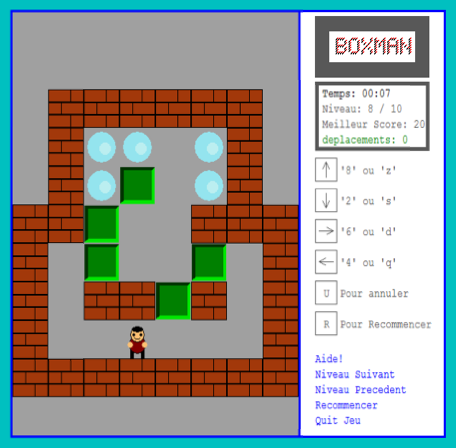 BOXMAN
Temps: 00:07
Niveau: 8 / 10
Meilleur Score: 20
deplacements: 0
'8' ou 'z'
'2' ou 's'
'6' ou 'd'
'4' ou 'q'
U Pour annuler
R Pour Recommencer
Aide!
Niveau Suivant
Niveau Precedent
Recommencer
Quit Jeu